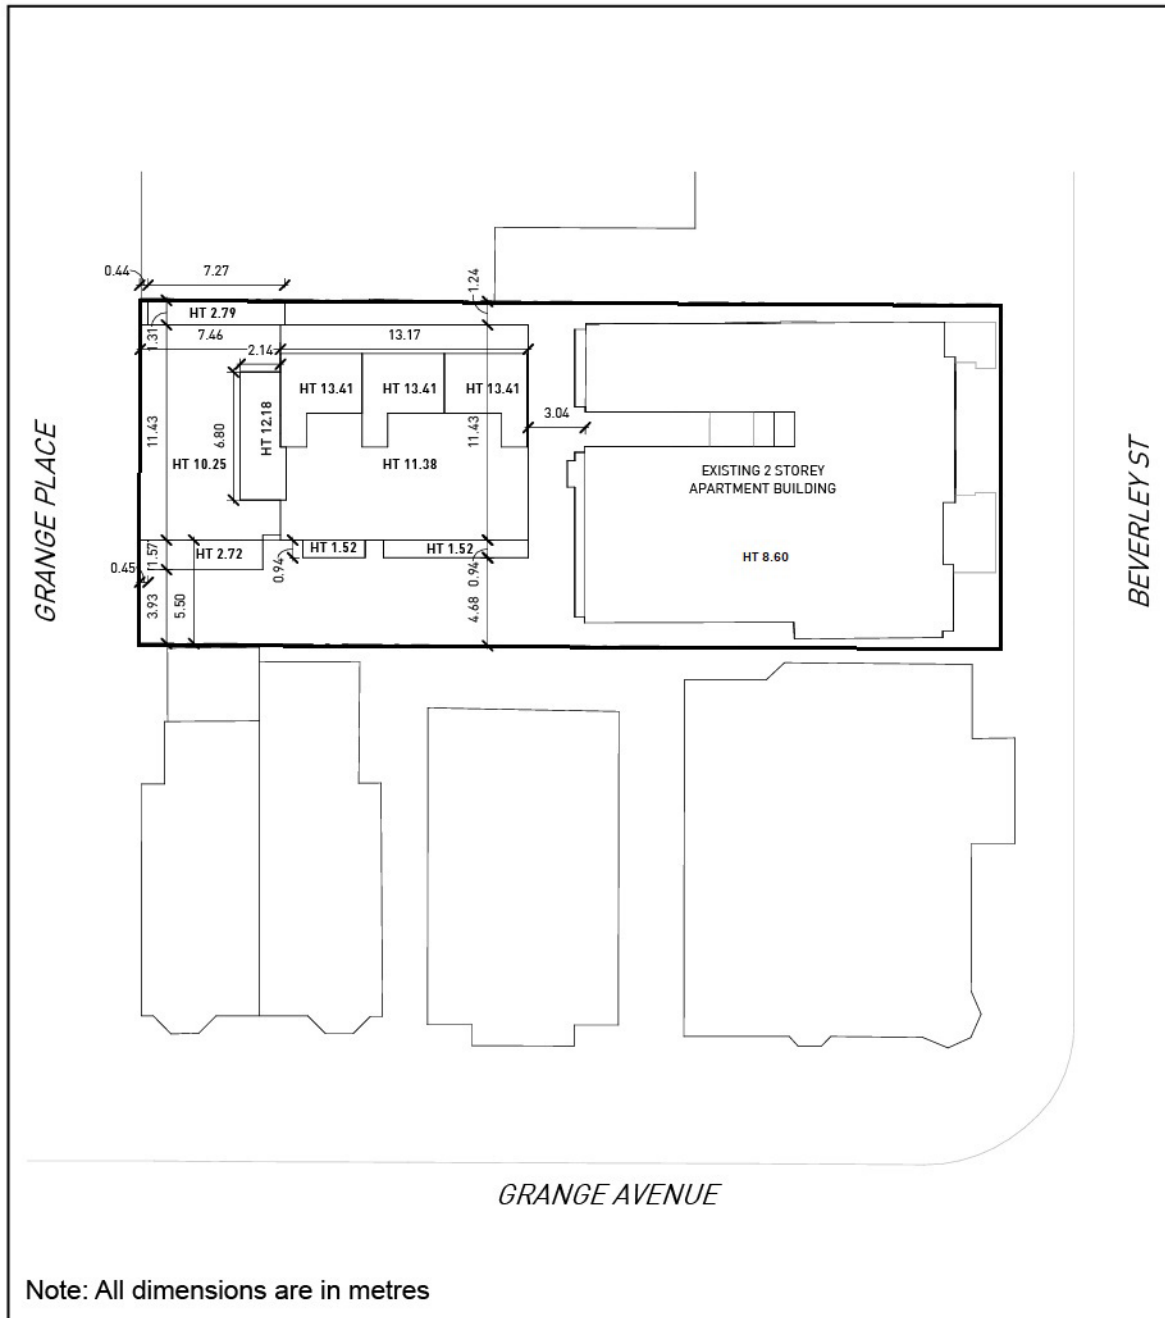 0.44
7.27
1.24
HT 2.79
1.31
7.46
13.17
2.14
HT 13.41
HT 13.41
HT 13.41
11.43
6.80
HT 12.18
11.43
3.04
HT 10.25
HT 11.38
EXISTING 2 STOREY
APARTMENT BUILDING
HT 8.60
GRANGE PLACE
BEVERLEY ST
1.57
HT 2.72
HT 1.52
HT 1.52
0.45
0.94
0.94
3.93
5.50
4.68
GRANGE AVENUE
Note: All dimensions are in metres